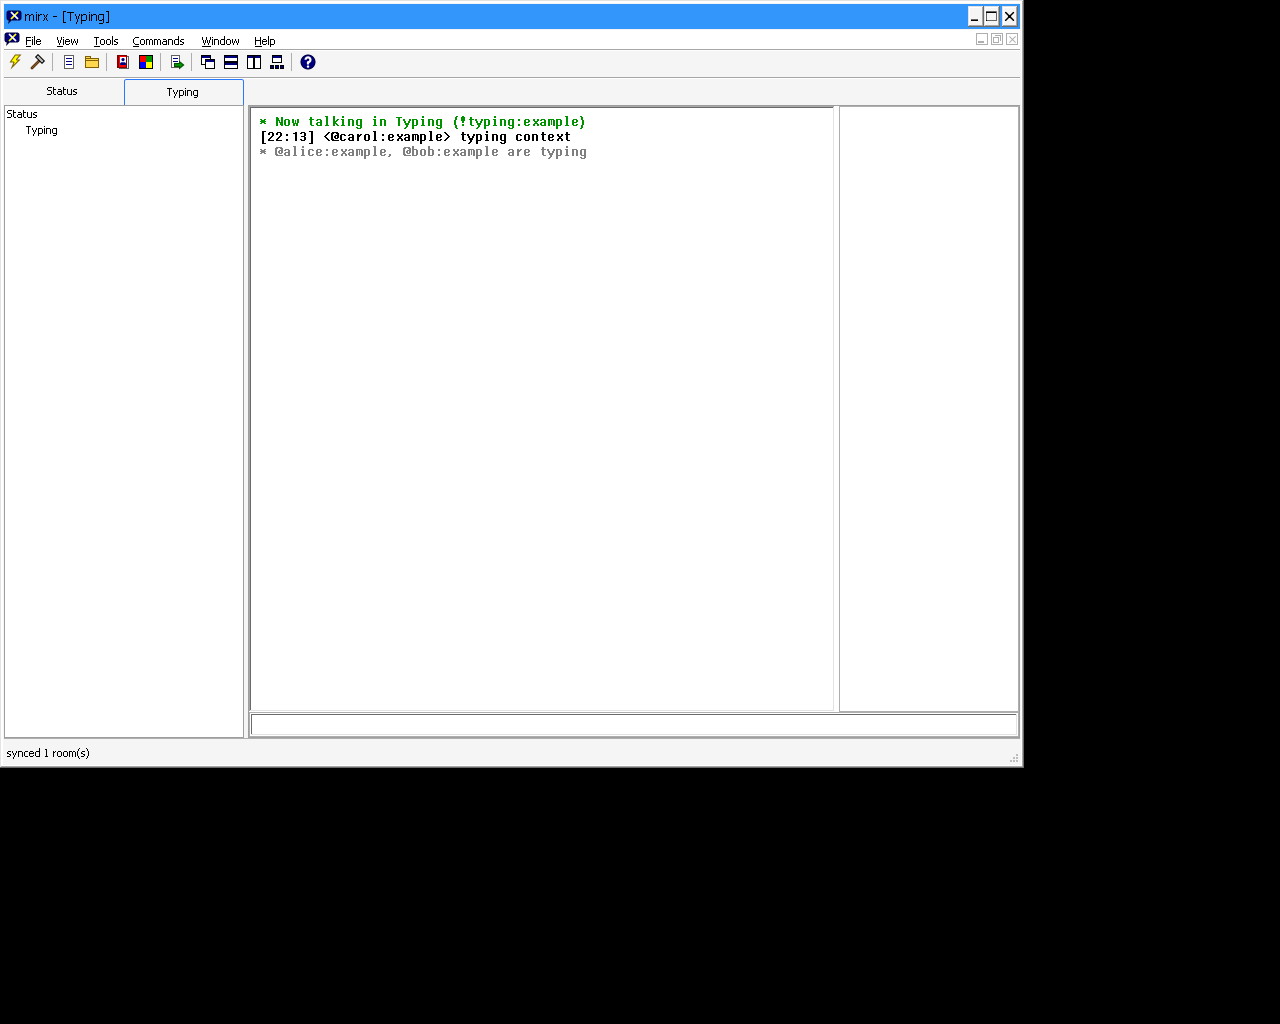 mirx - [Typing]
File View Tools Commands Window Help
Status Typing
Status
Typing
* Now talking in Typing (!typing:example)
[22:13] <@carol:example> typing context
* @alice:example, @bob:example are typing
synced 1 room(s)